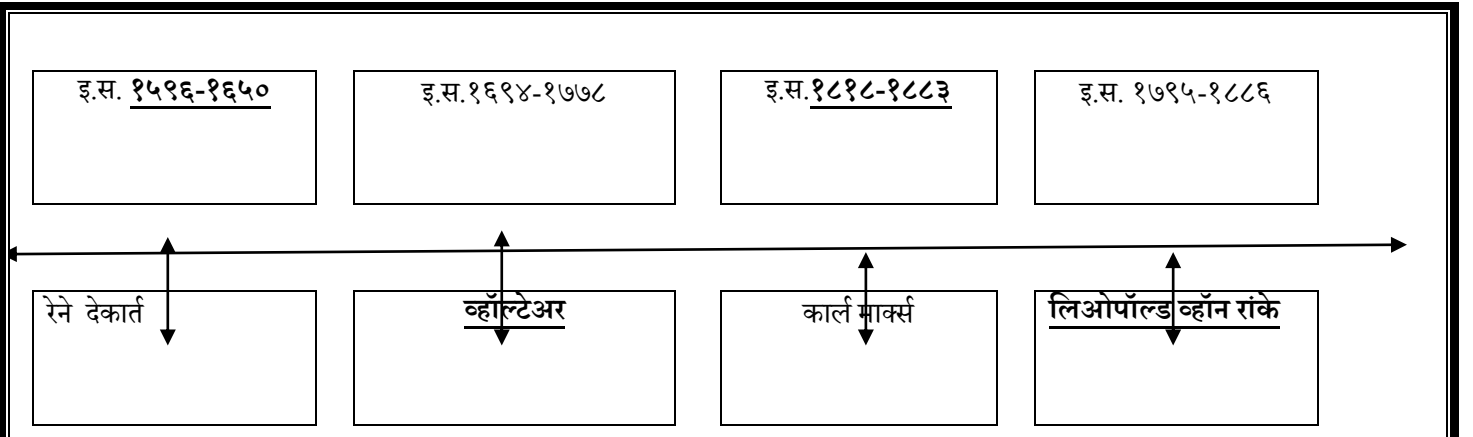 इ.स. १५९६-१६५० इ.स.१६९४-१७७८ इ.स.१८१८-१८८३ इ.स. १७९५-१८८६
रेने देकार्त व्हॉल्टेअर कार्ल मार्क्स लिओपॉल्ड व्हॉन रांके